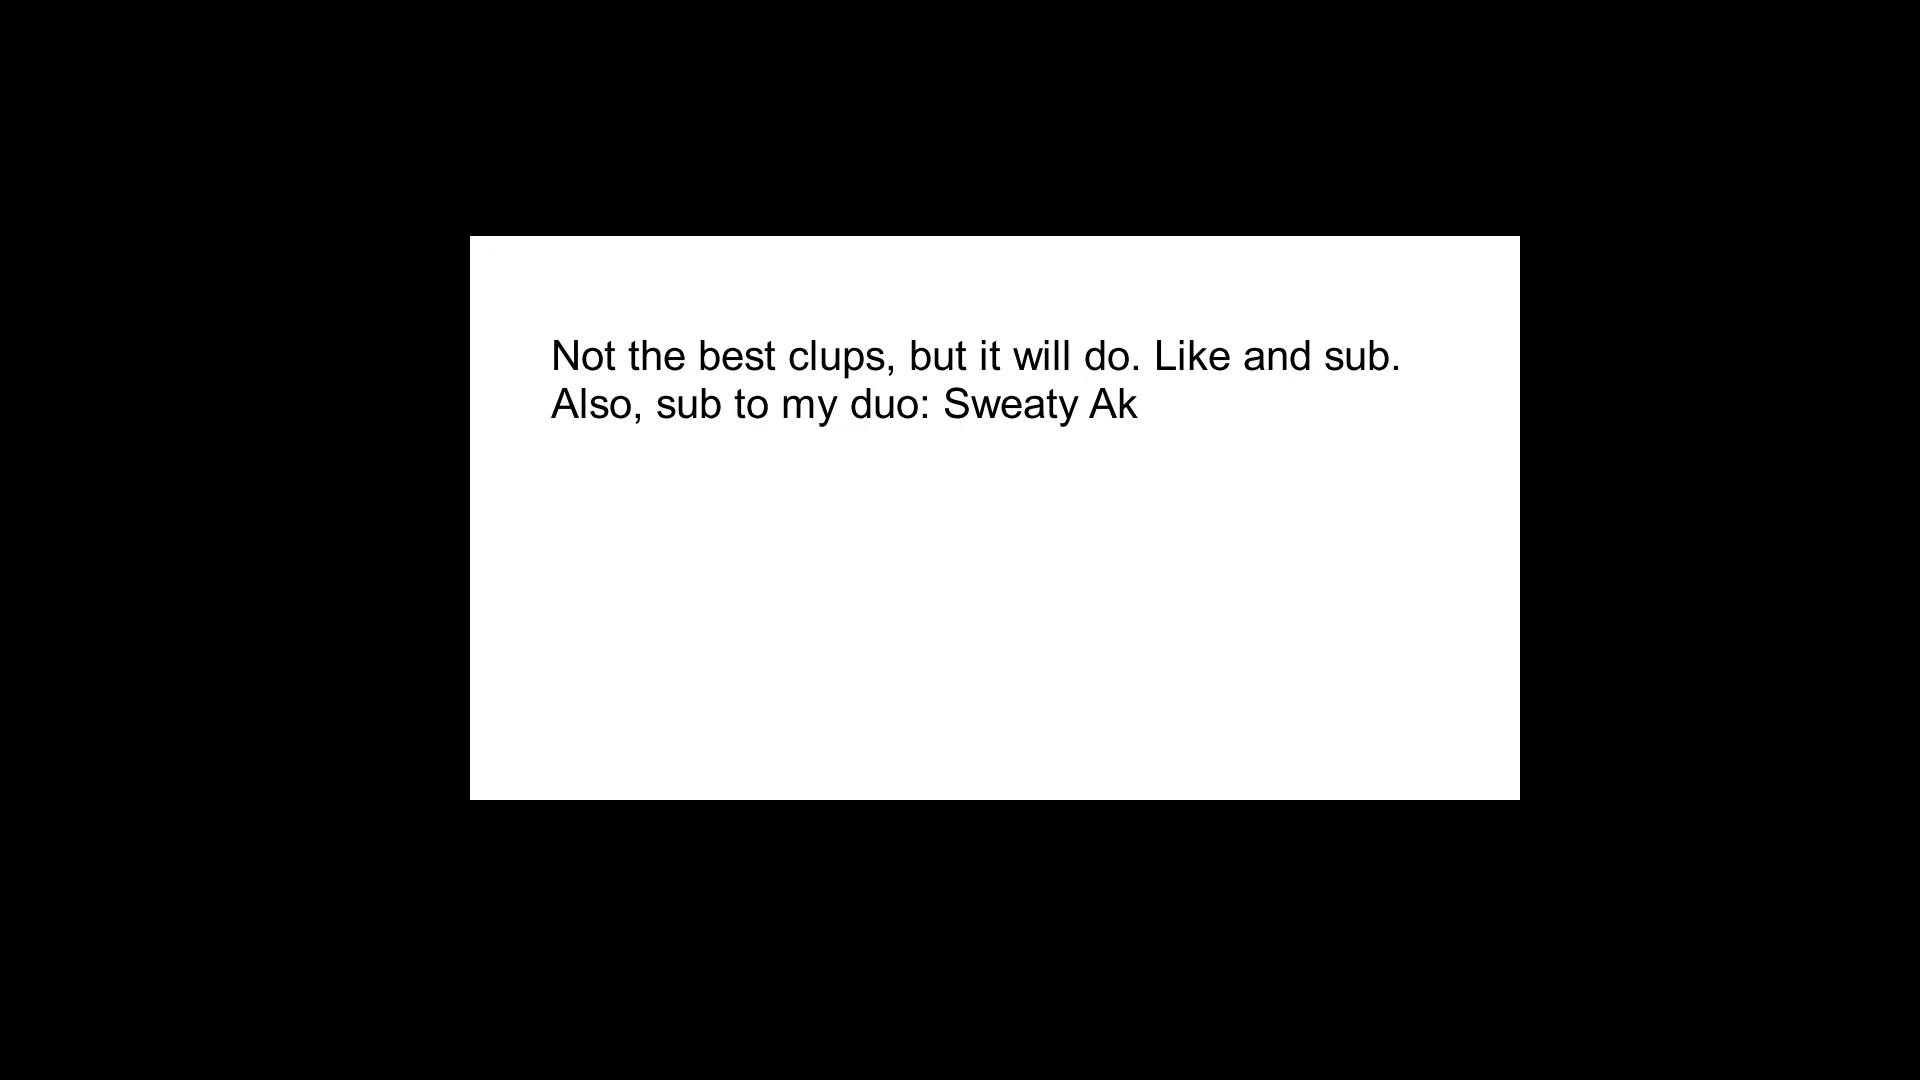 Not the best clups, but it will do. Like and sub.
Also, sub to my duo: Sweaty Ak